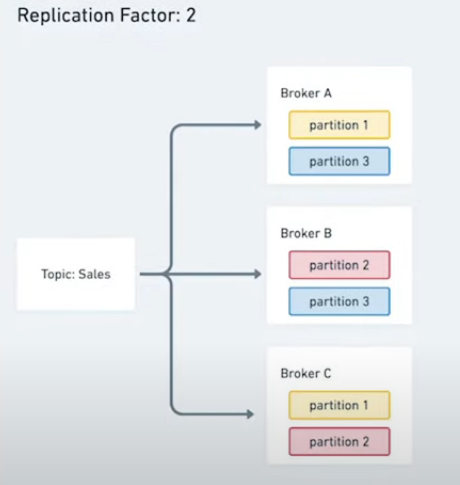 Replication Factor: 2
Broker A
partition 1
partition 3
Broker B
partition 2
partition 3
Topic: Sales
Broker C
partition 1
partition 2